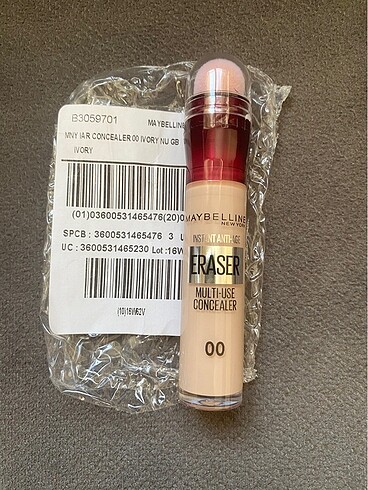 B3059701
MAYBELLINE
MNY IAR CONCEALER 00 IVORY NU GB
IVORY
(01)03600531465476(20)0
SPCB : 3600531465476 3 U
UC : 3600531465230 Lot :16W
(10)16W62V
MAYBELLINE
NEW YORK
INSTANT ANTI-AGE
ERASER
MULTI-USE
CONCEALER
00